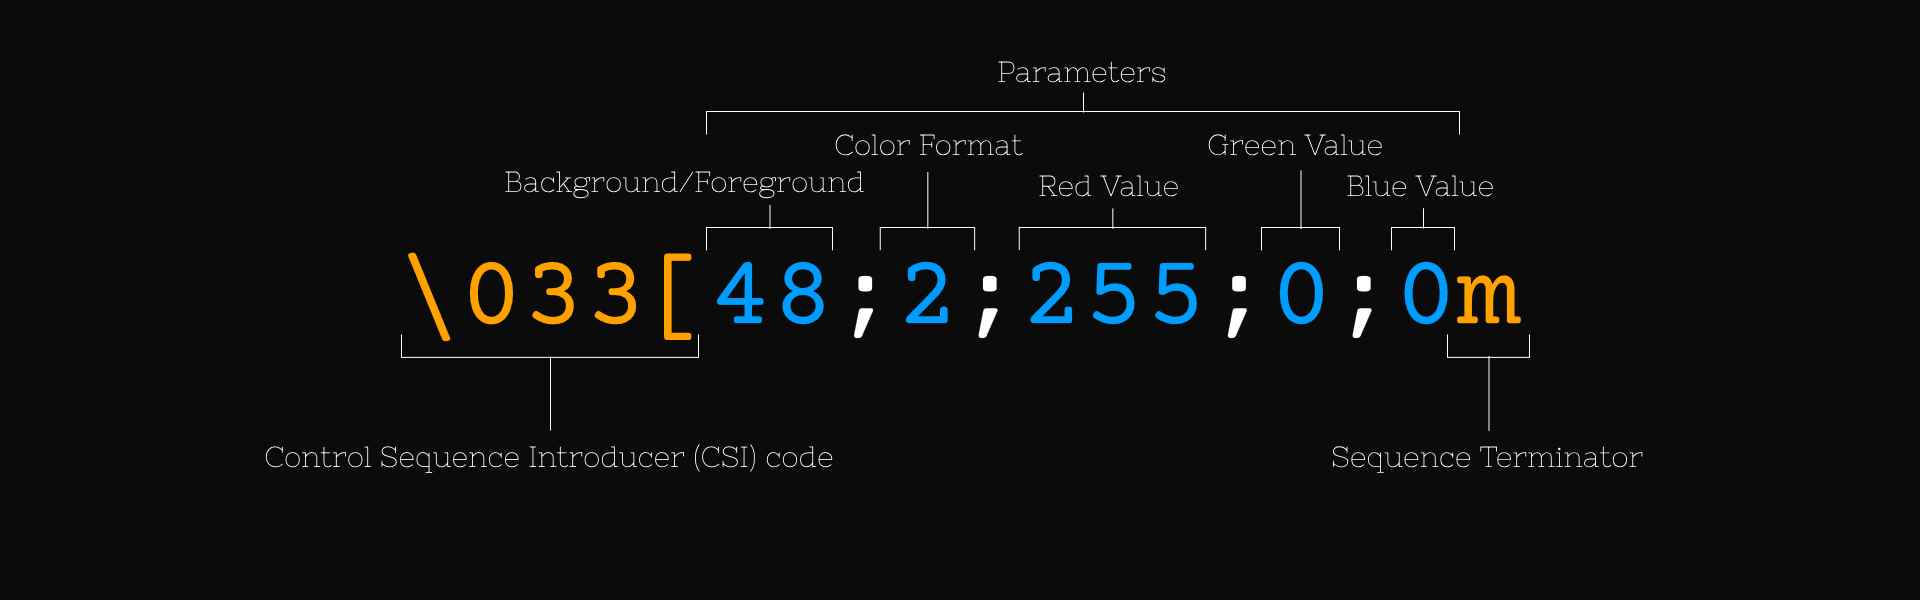 Parameters
Color Format
Green Value
Background/Foreground
Red Value
Blue Value
\033[48;2;255;0;0m
Control Sequence Introducer (CSI) code
Sequence Terminator